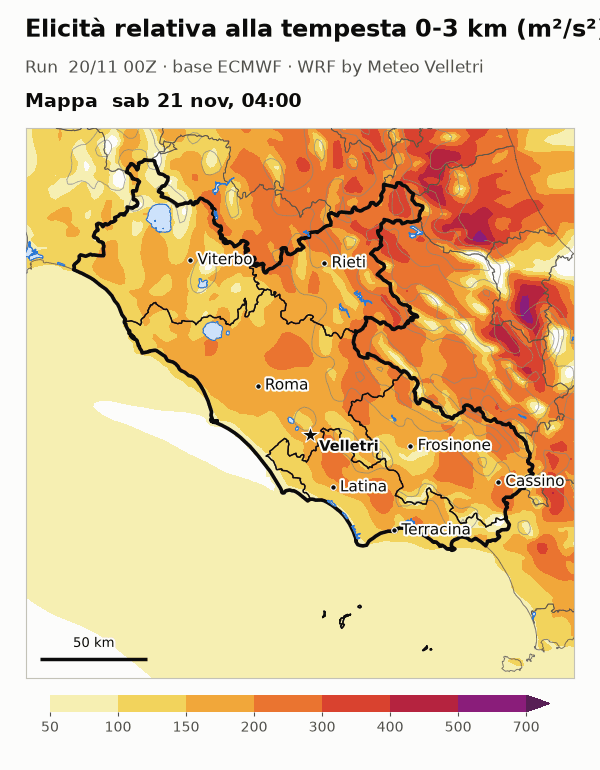 Elicità relativa alla tempesta 0-3 km (m²/s²)
Run  20/11 00Z · base ECMWF · WRF by Meteo Velletri
Mappa  sab 21 nov, 04:00
Viterbo
Rieti
Roma
Velletri
Frosinone
Cassino
Latina
Terracina
50 km
50 100 150 200 300 400 500 700